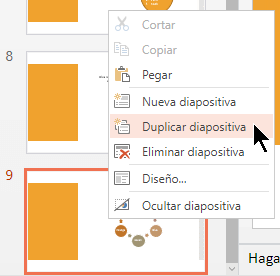 8
Cortar
Copiar
Pegar
Nueva diapositiva
Duplicar diapositiva
Eliminar diapositiva
9
Diseño...
Ocultar diapositiva
Haga